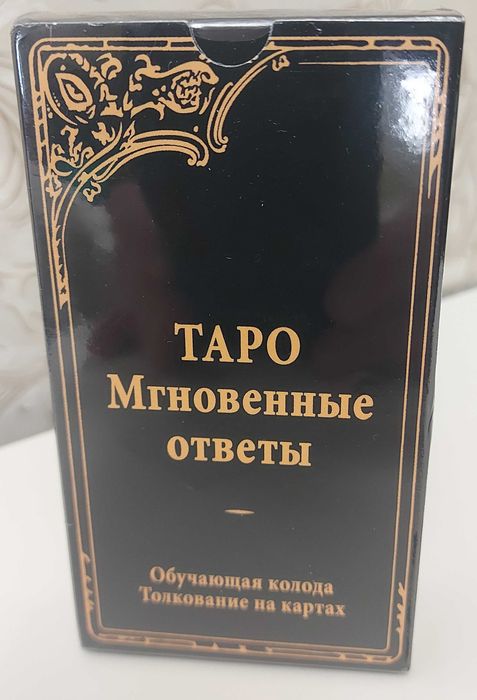 ТАРО
Мгновенные
ответы
Обучающая колода
Толкование на картах